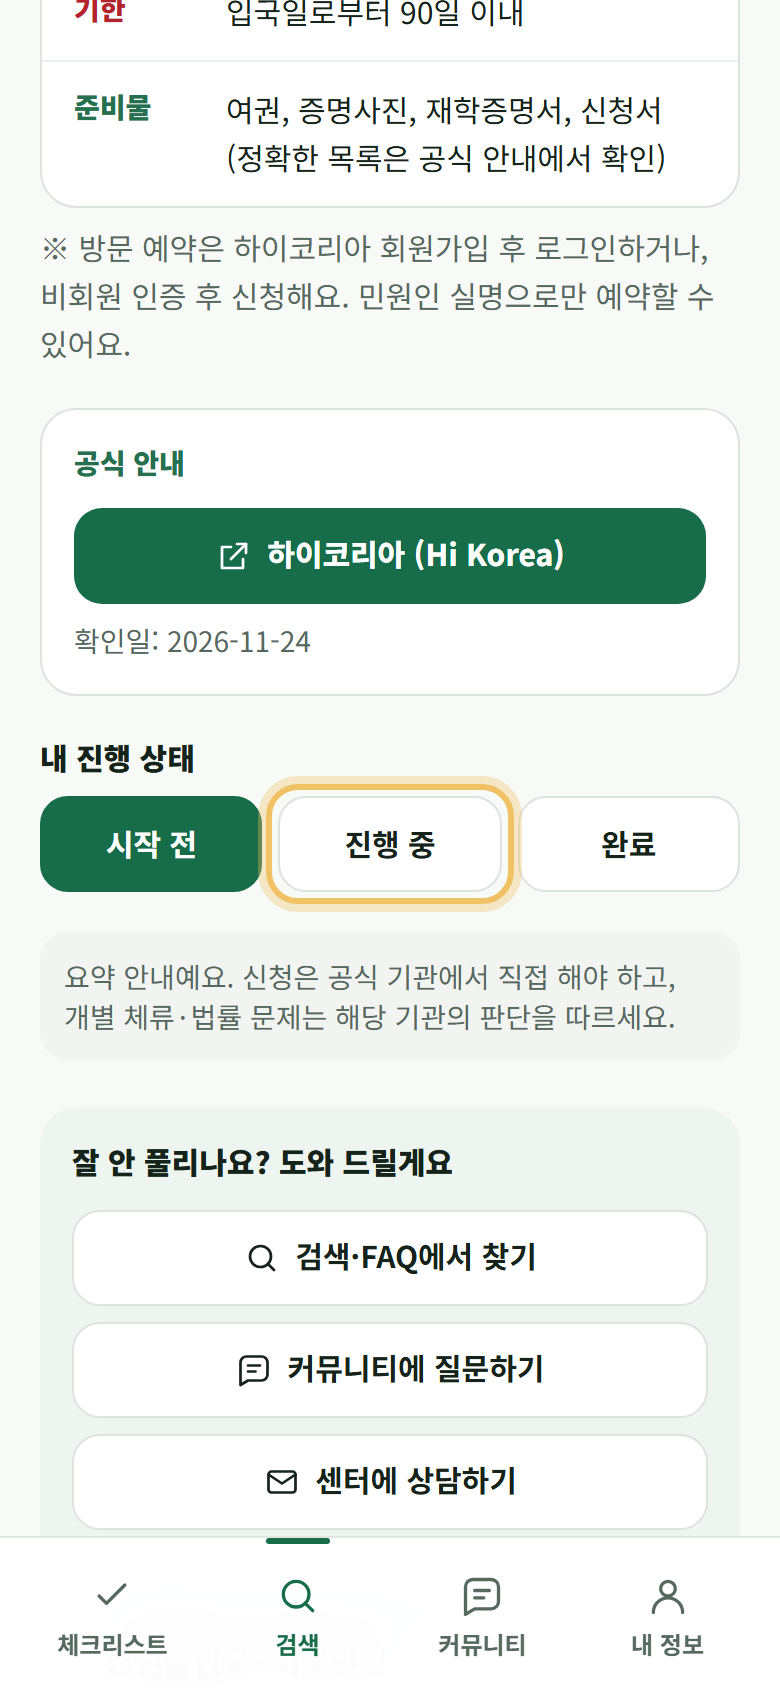 기한
입국일로부터 90일 이내
준비물
여권, 증명사진, 재학증명서, 신청서
(정확한 목록은 공식 안내에서 확인)
※ 방문 예약은 하이코리아 회원가입 후 로그인하거나,
비회원 인증 후 신청해요. 민원인 실명으로만 예약할 수
있어요.
공식 안내
하이코리아 (Hi Korea)
확인일: 2026-11-24
내 진행 상태
시작 전
진행 중
완료
요약 안내예요. 신청은 공식 기관에서 직접 해야 하고,
개별 체류·법률 문제는 해당 기관의 판단을 따르세요.
잘 안 풀리나요? 도와 드릴게요
검색·FAQ에서 찾기
커뮤니티에 질문하기
센터에 상담하기
체크리스트
검색
커뮤니티
내 정보